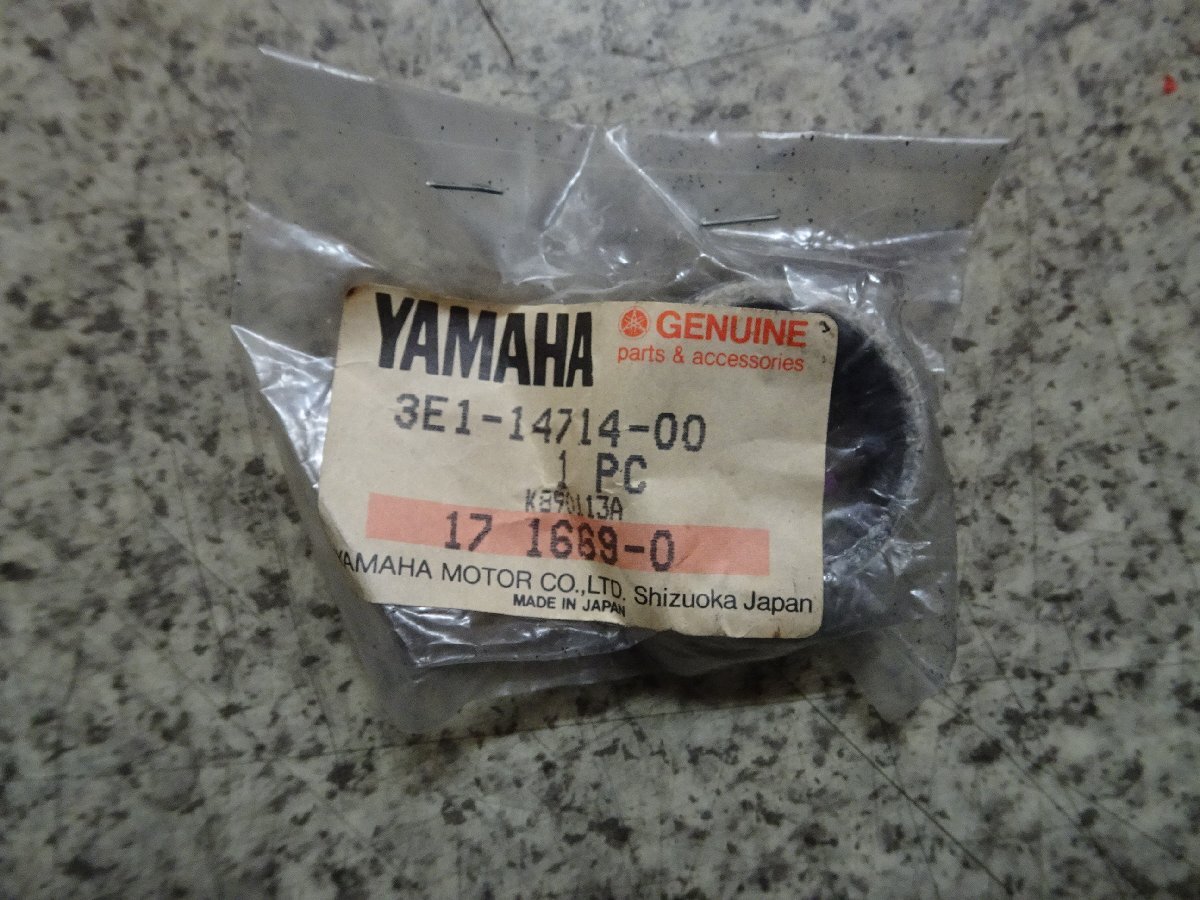 YAMAHA GENUINE
parts & accessories
3E1-14714-00
1 PC
K890113A
17 1669-0
YAMAHA MOTOR CO.,LTD. Shizuoka Japan
MADE IN JAPAN